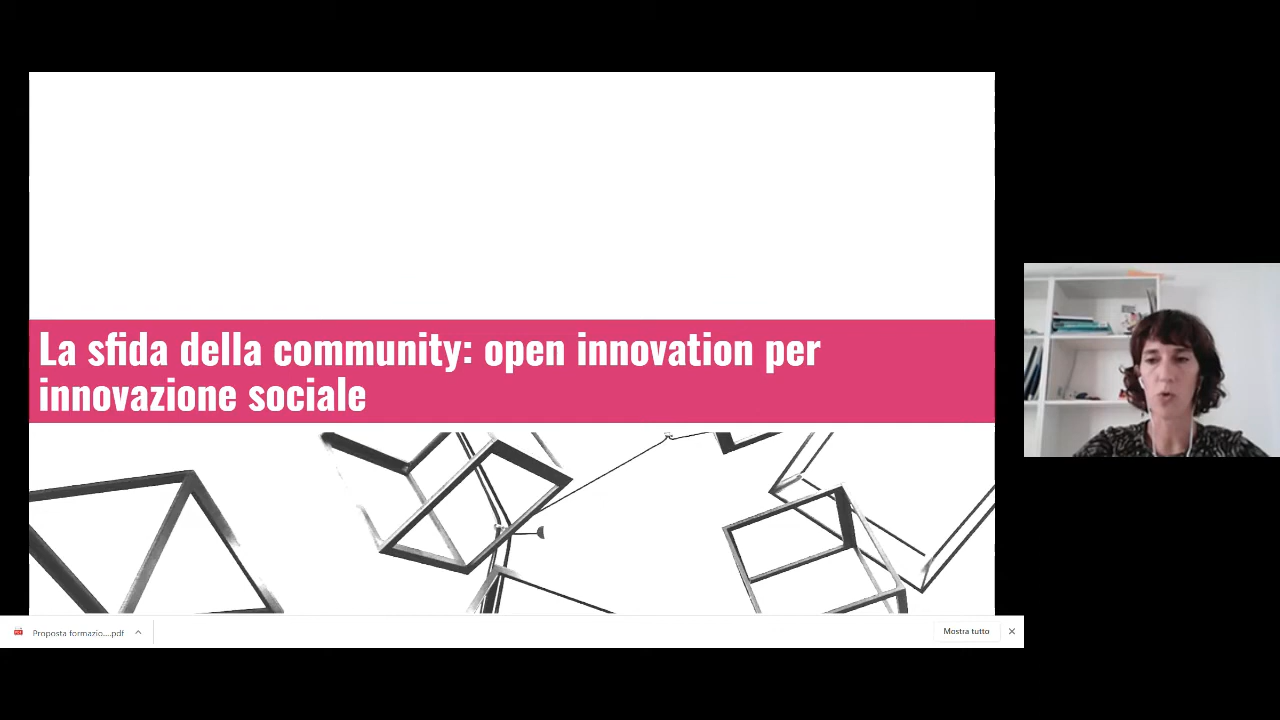 La sfida della community: open innovation per
innovazione sociale
Proposta formazio....pdf
Mostra tutto